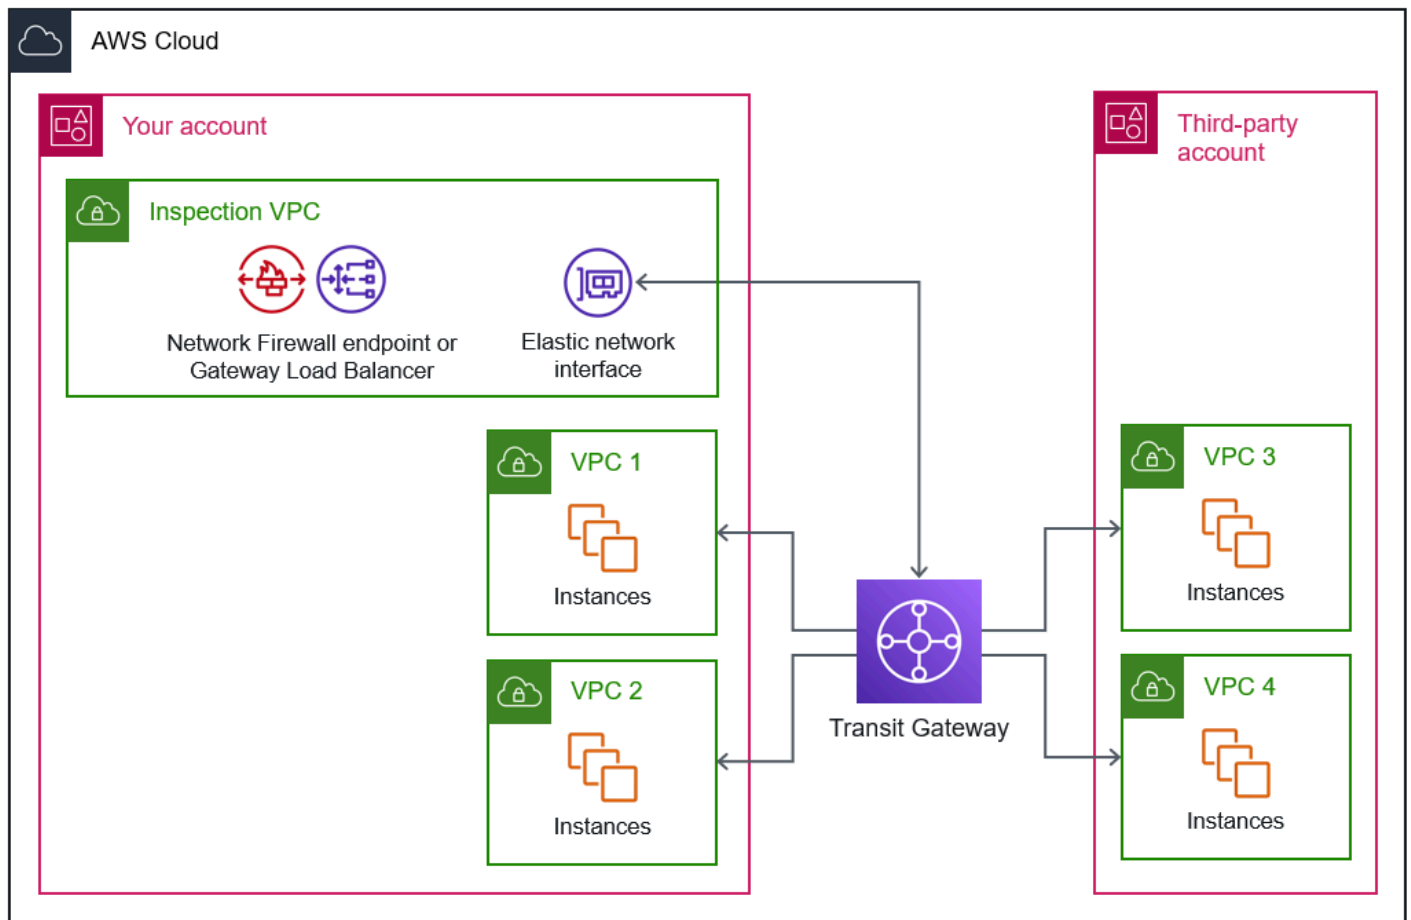 AWS Cloud
Your account
Third-party
account
Inspection VPC
Network Firewall endpoint or
Gateway Load Balancer
Elastic network
interface
VPC 1
Instances
VPC 2
Instances
Transit Gateway
VPC 3
Instances
VPC 4
Instances